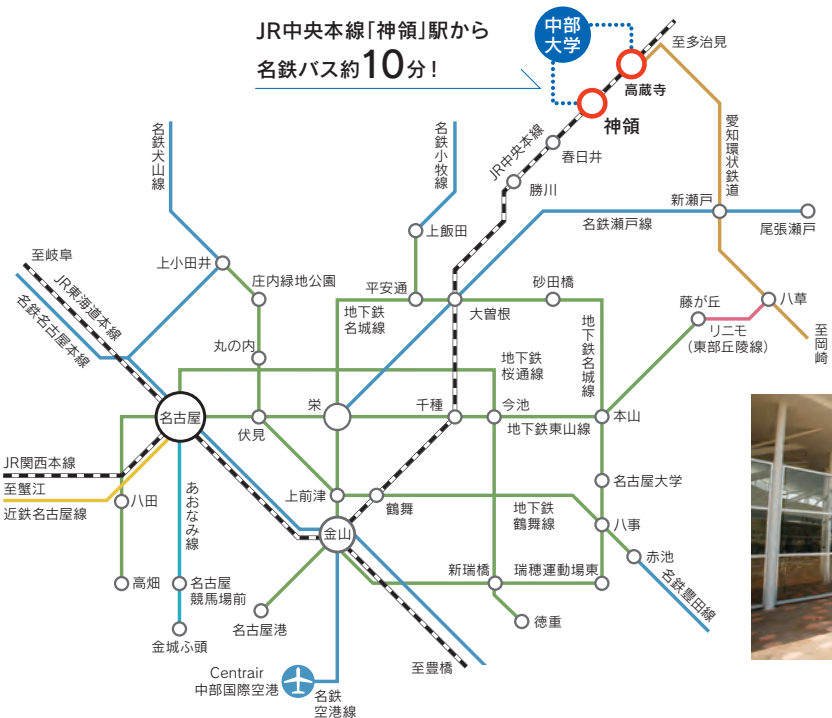 JR中央本線「神領」駅から
名鉄バス約10分!
中部
大学
至多治見
高蔵寺
神領
愛知環状鉄道
JR中央本線
春日井
勝川
名鉄犬山線
名鉄小牧線
新瀬戸
名鉄瀬戸線
尾張瀬戸
上飯田
至岐阜
上小田井
JR東海道本線
名鉄名古屋本線
庄内緑地公園
平安通
地下鉄
名城線
大曽根
砂田橋
地下鉄名城線
藤が丘
八草
リニモ
(東部丘陵線)
至岡崎
丸の内
地下鉄
桜通線
名古屋
伏見
栄
千種
今池
地下鉄東山線
本山
JR関西本線
至蟹江
近鉄名古屋線
八田
あおなみ線
上前津
鶴舞
地下鉄
鶴舞線
名古屋大学
八事
赤池
名鉄豊田線
金山
高畑
名古屋
競馬場前
名古屋港
新瑞橋
瑞穂運動場東
徳重
金城ふ頭
至豊橋
Centrair
中部国際空港
名鉄
空港線